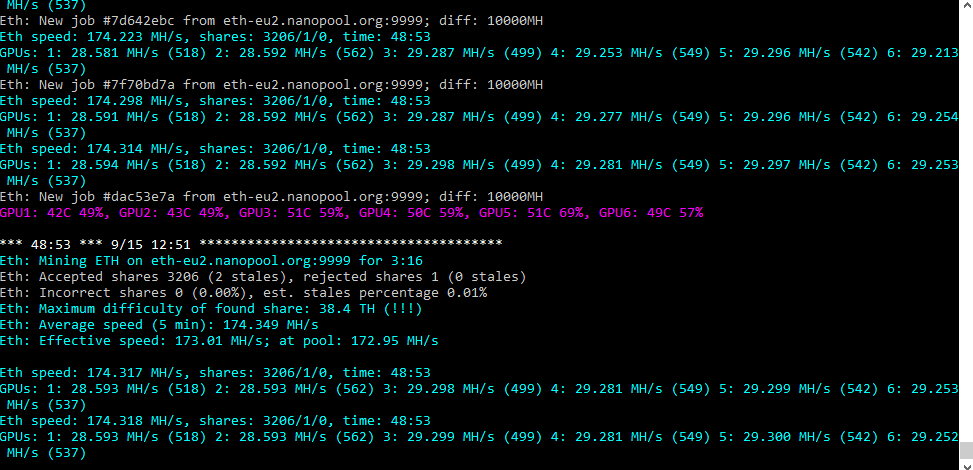 MH/s (537)
Eth: New job #7d642ebc from eth-eu2.nanopool.org:9999; diff: 10000MH
Eth speed: 174.223 MH/s, shares: 3206/1/0, time: 48:53
GPUs: 1: 28.581 MH/s (518) 2: 28.592 MH/s (562) 3: 29.287 MH/s (499) 4: 29.253 MH/s (549) 5: 29.296 MH/s (542) 6: 29.213
MH/s (537)
Eth: New job #7f70bd7a from eth-eu2.nanopool.org:9999; diff: 10000MH
Eth speed: 174.298 MH/s, shares: 3206/1/0, time: 48:53
GPUs: 1: 28.591 MH/s (518) 2: 28.592 MH/s (562) 3: 29.287 MH/s (499) 4: 29.277 MH/s (549) 5: 29.296 MH/s (542) 6: 29.254
MH/s (537)
Eth speed: 174.314 MH/s, shares: 3206/1/0, time: 48:53
GPUs: 1: 28.594 MH/s (518) 2: 28.592 MH/s (562) 3: 29.298 MH/s (499) 4: 29.281 MH/s (549) 5: 29.297 MH/s (542) 6: 29.253
MH/s (537)
Eth: New job #dac53e7a from eth-eu2.nanopool.org:9999; diff: 10000MH
GPU1: 42C 49%, GPU2: 43C 49%, GPU3: 51C 59%, GPU4: 50C 59%, GPU5: 51C 69%, GPU6: 49C 57%
*** 48:53 *** 9/15 12:51 **************************************
Eth: Mining ETH on eth-eu2.nanopool.org:9999 for 3:16
Eth: Accepted shares 3206 (2 stales), rejected shares 1 (0 stales)
Eth: Incorrect shares 0 (0.00%), est. stales percentage 0.01%
Eth: Maximum difficulty of found share: 38.4 TH (!!!)
Eth: Average speed (5 min): 174.349 MH/s
Eth: Effective speed: 173.01 MH/s; at pool: 172.95 MH/s
Eth speed: 174.317 MH/s, shares: 3206/1/0, time: 48:53
GPUs: 1: 28.593 MH/s (518) 2: 28.593 MH/s (562) 3: 29.298 MH/s (499) 4: 29.281 MH/s (549) 5: 29.299 MH/s (542) 6: 29.253
MH/s (537)
Eth speed: 174.318 MH/s, shares: 3206/1/0, time: 48:53
GPUs: 1: 28.593 MH/s (518) 2: 28.593 MH/s (562) 3: 29.299 MH/s (499) 4: 29.281 MH/s (549) 5: 29.300 MH/s (542) 6: 29.252
MH/s (537)